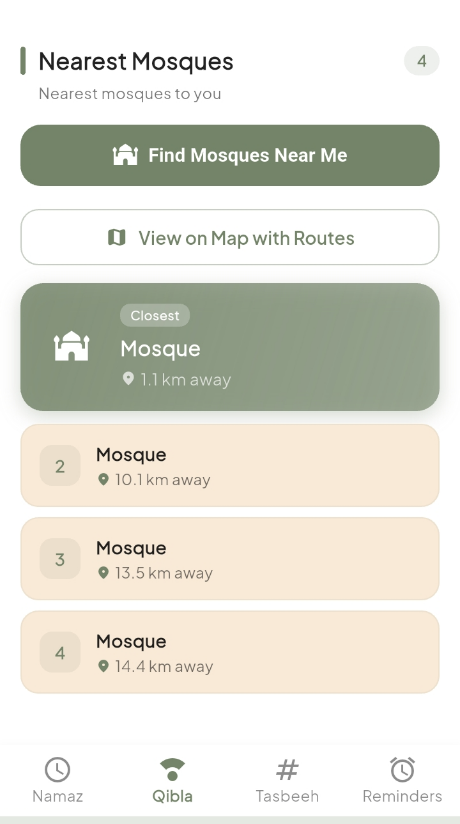 Nearest Mosques
4
Nearest mosques to you
Find Mosques Near Me
View on Map with Routes
Closest
Mosque
1.1 km away
2
Mosque
10.1 km away
3
Mosque
13.5 km away
4
Mosque
14.4 km away
Namaz
Qibla
Tasbeeh
Reminders